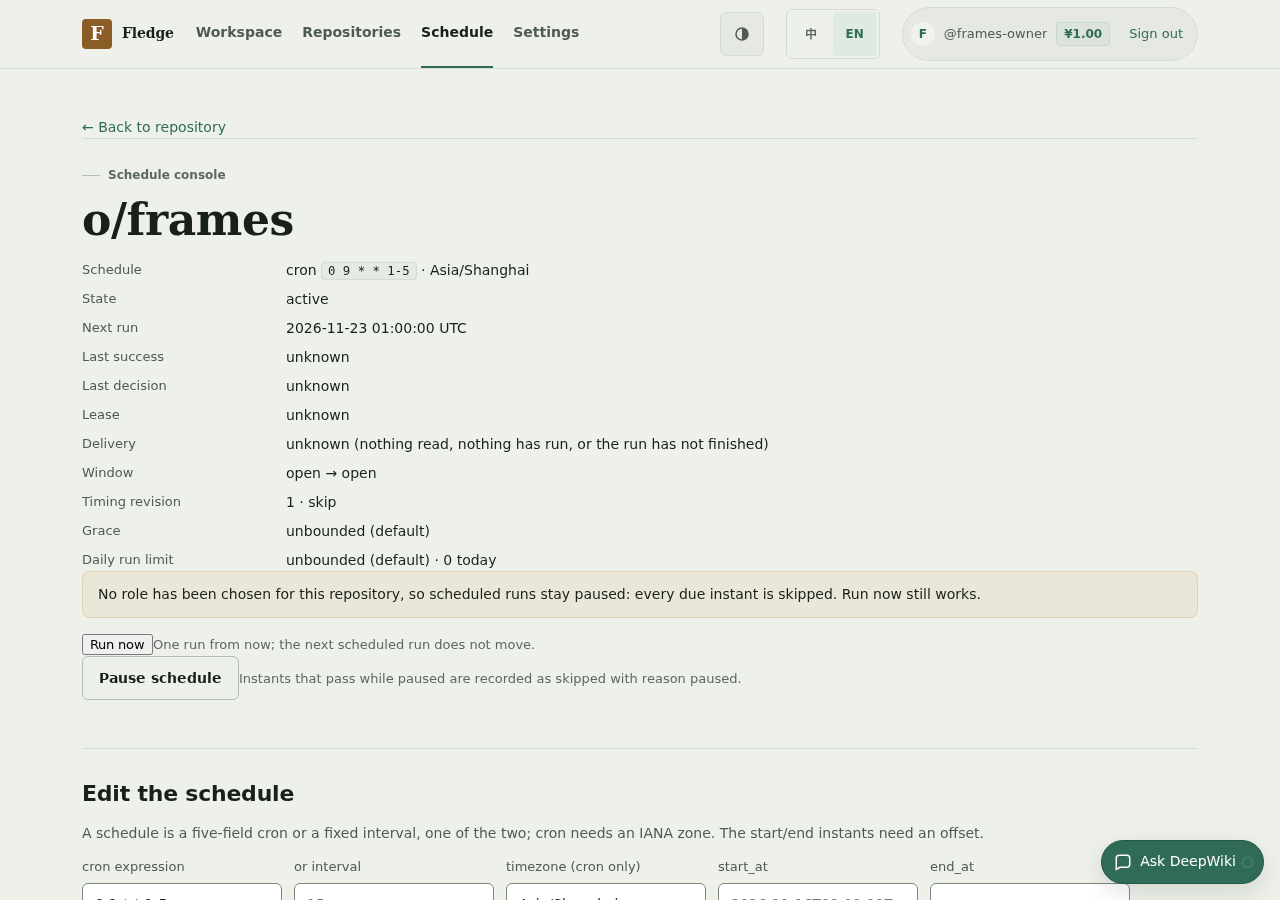 F Fledge Workspace Repositories Schedule Settings 中 EN F @frames-owner ¥1.00 Sign out
← Back to repository
Schedule console
o/frames
Schedule cron 0 9 * * 1-5 · Asia/Shanghai
State active
Next run 2026-11-23 01:00:00 UTC
Last success unknown
Last decision unknown
Lease unknown
Delivery unknown (nothing read, nothing has run, or the run has not finished)
Window open → open
Timing revision 1 · skip
Grace unbounded (default)
Daily run limit unbounded (default) · 0 today
No role has been chosen for this repository, so scheduled runs stay paused: every due instant is skipped. Run now still works.
Run now One run from now; the next scheduled run does not move.
Pause schedule Instants that pass while paused are recorded as skipped with reason paused.
Edit the schedule
A schedule is a five-field cron or a fixed interval, one of the two; cron needs an IANA zone. The start/end instants need an offset.
Ask DeepWiki
cron expression or interval timezone (cron only) start_at end_at